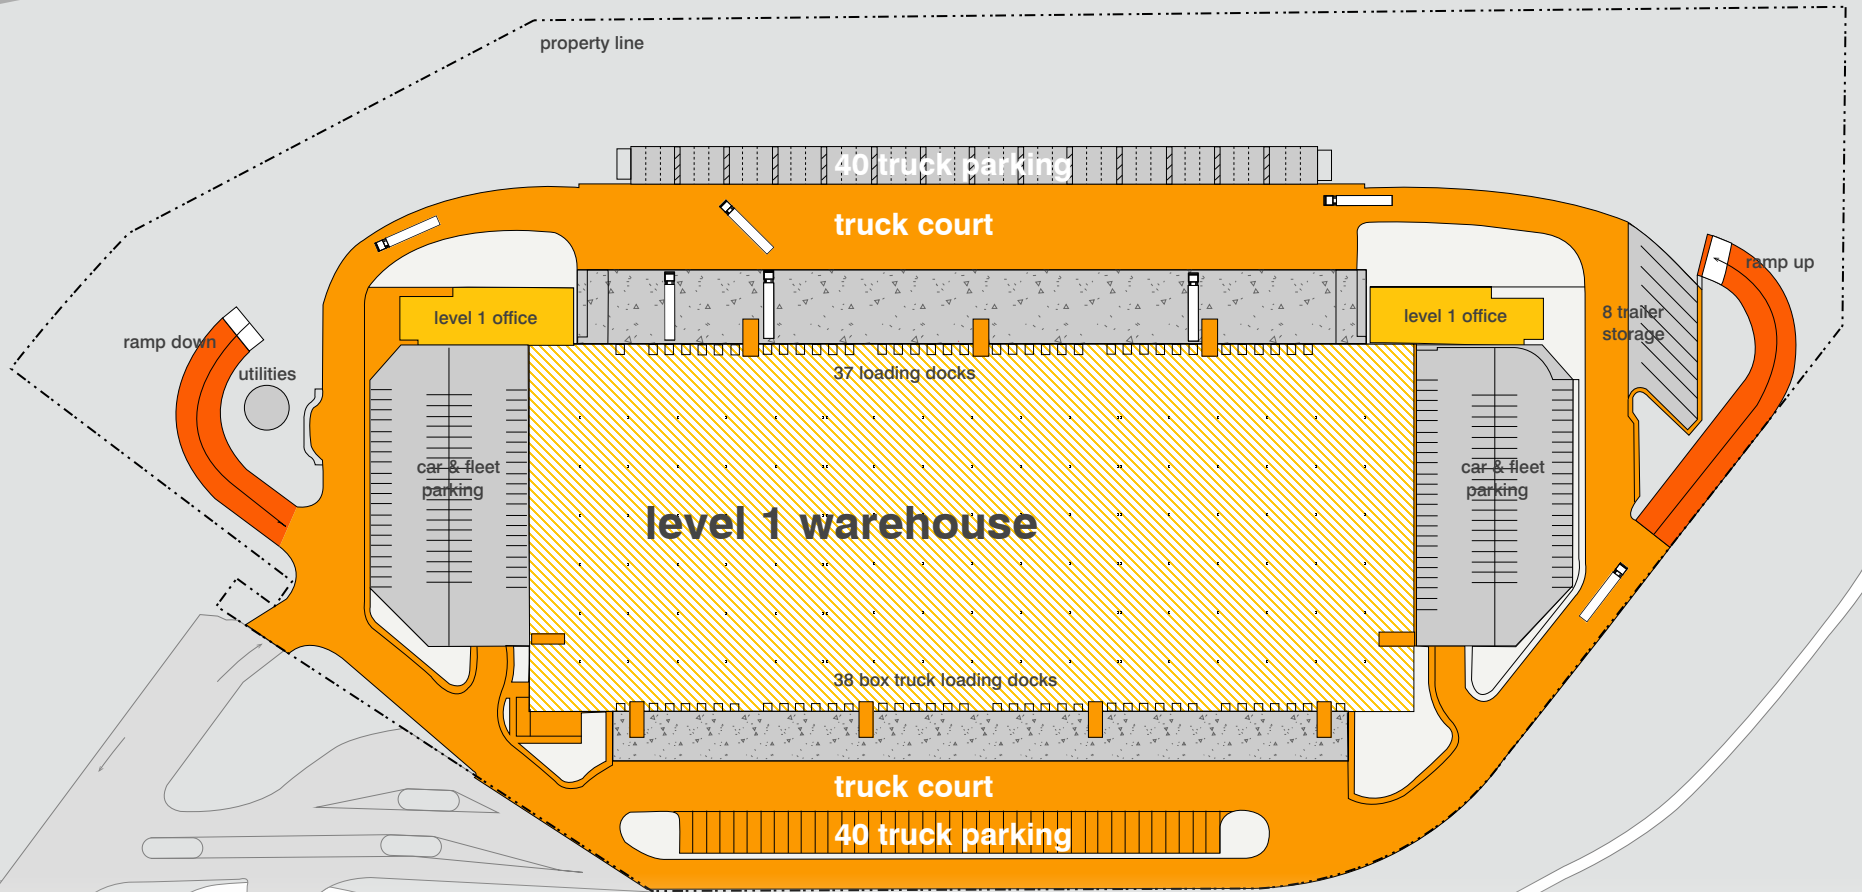 property line
40 truck parking
truck court
ramp up
level 1 office
level 1 office
8 trailer
storage
ramp down
utilities
37 loading docks
car & fleet
parking
car & fleet
parking
level 1 warehouse
38 box truck loading docks
truck court
40 truck parking